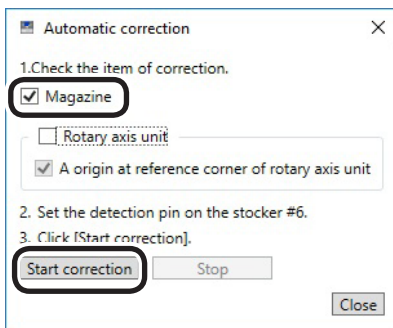 Automatic correction
1.Check the item of correction.
Magazine
Rotary axis unit
A origin at reference corner of rotary axis unit
2. Set the detection pin on the stocker #6.
3. Click [Start correction].
Start correction Stop
Close